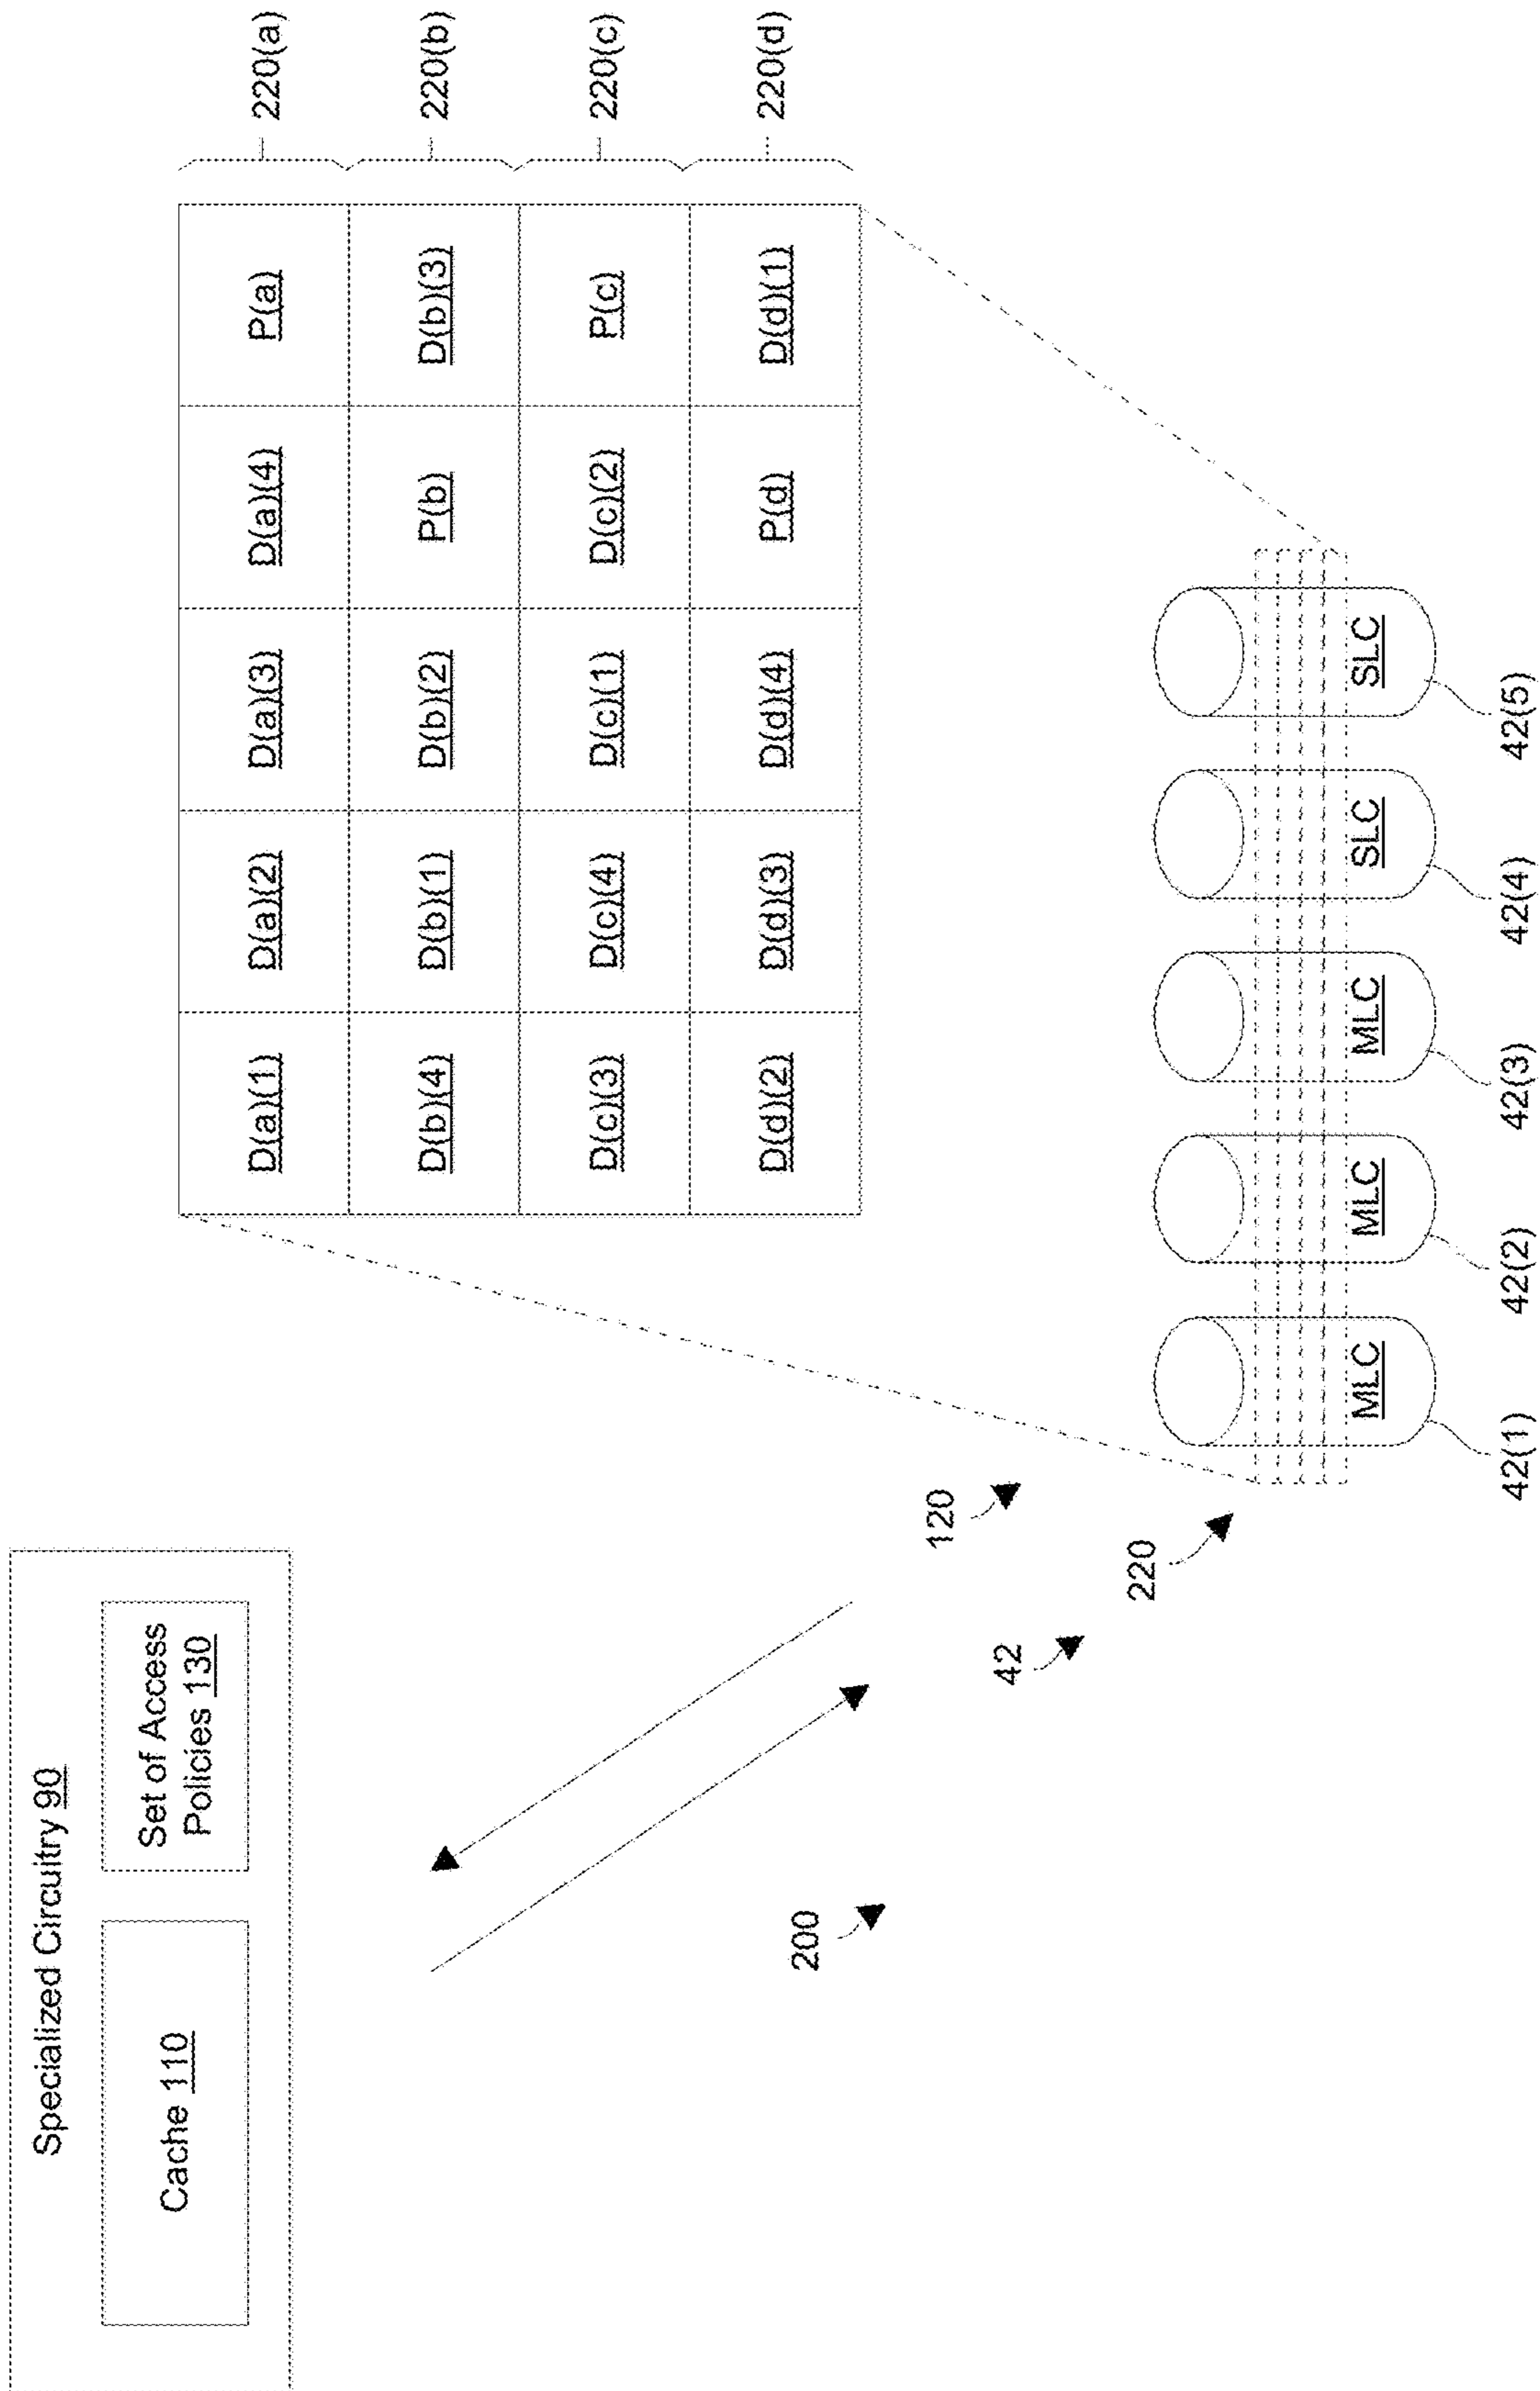 Specialized Circuitry 90
Cache 110
Set of Access
Policies 130
200
42
120
220
D(a)(1) D(a)(2) D(a)(3) D(a)(4) P(a) 220(a)
D(b)(4) D(b)(1) D(b)(2) P(b) D(b)(3) 220(b)
D(c)(3) D(c)(4) D(c)(1) D(c)(2) P(c) 220(c)
D(d)(2) D(d)(3) D(d)(4) P(d) D(d)(1) 220(d)
MLC MLC MLC SLC SLC
42(1) 42(2) 42(3) 42(4) 42(5)